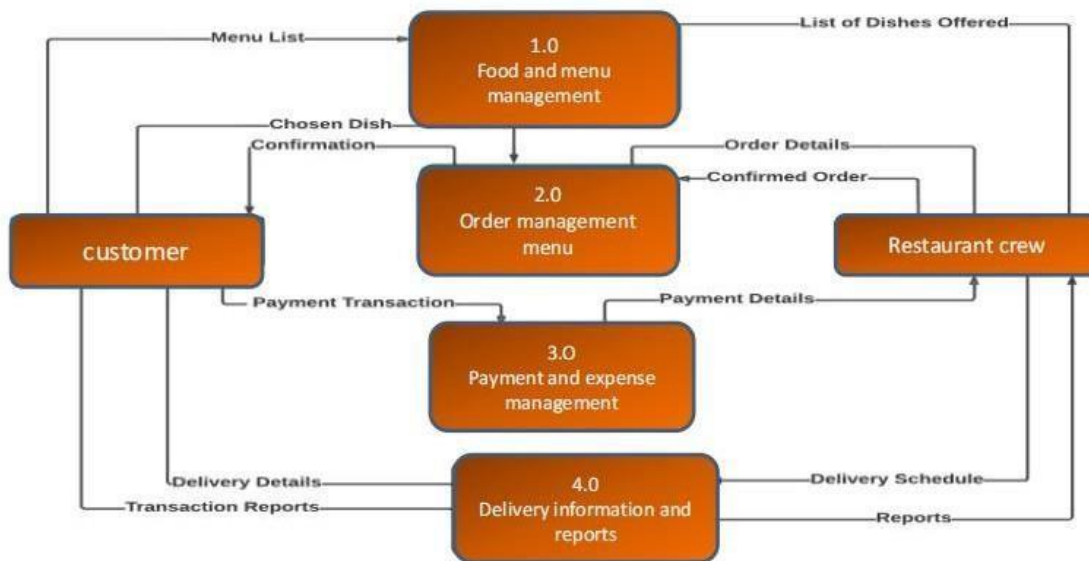 List of Dishes Offered
Menu List
1.0
Food and menu
management
Chosen Dish
Confirmation
Order Details
Confirmed Order
2.0
Order management
menu
customer
Restaurant crew
Payment Transaction
Payment Details
3.O
Payment and expense
management
Delivery Details
Delivery Schedule
4.0
Delivery information and
reports
Transaction Reports
Reports